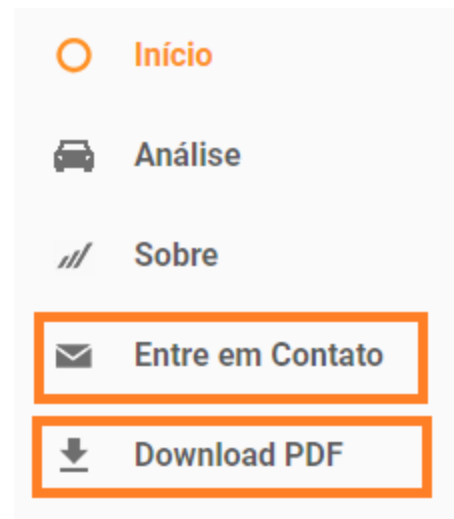 Início
Análise
Sobre
Entre em Contato
Download PDF